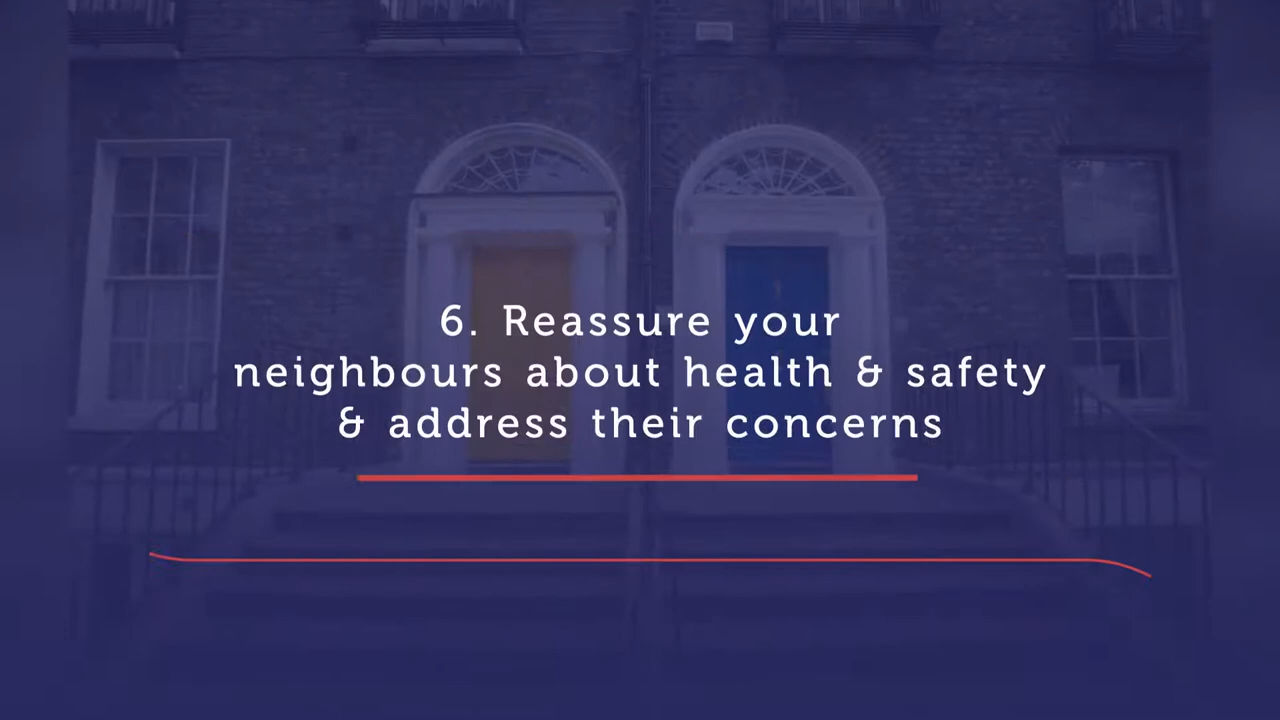 6. Reassure your
neighbours about health & safety
& address their concerns